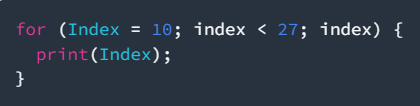 for (Index = 10; index < 27; index) {
print(Index);
}